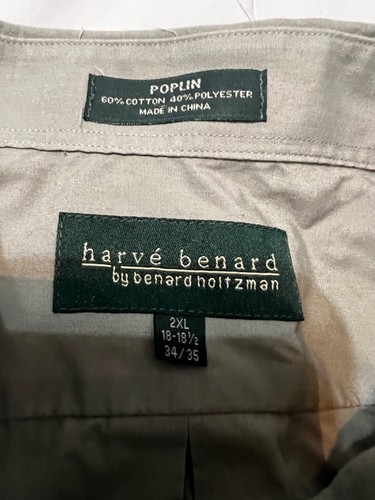 POPLIN
60% COTTON 40% POLYESTER
MADE IN CHINA
harvé benard
by benard holtzman
2XL
18-18½
34/35